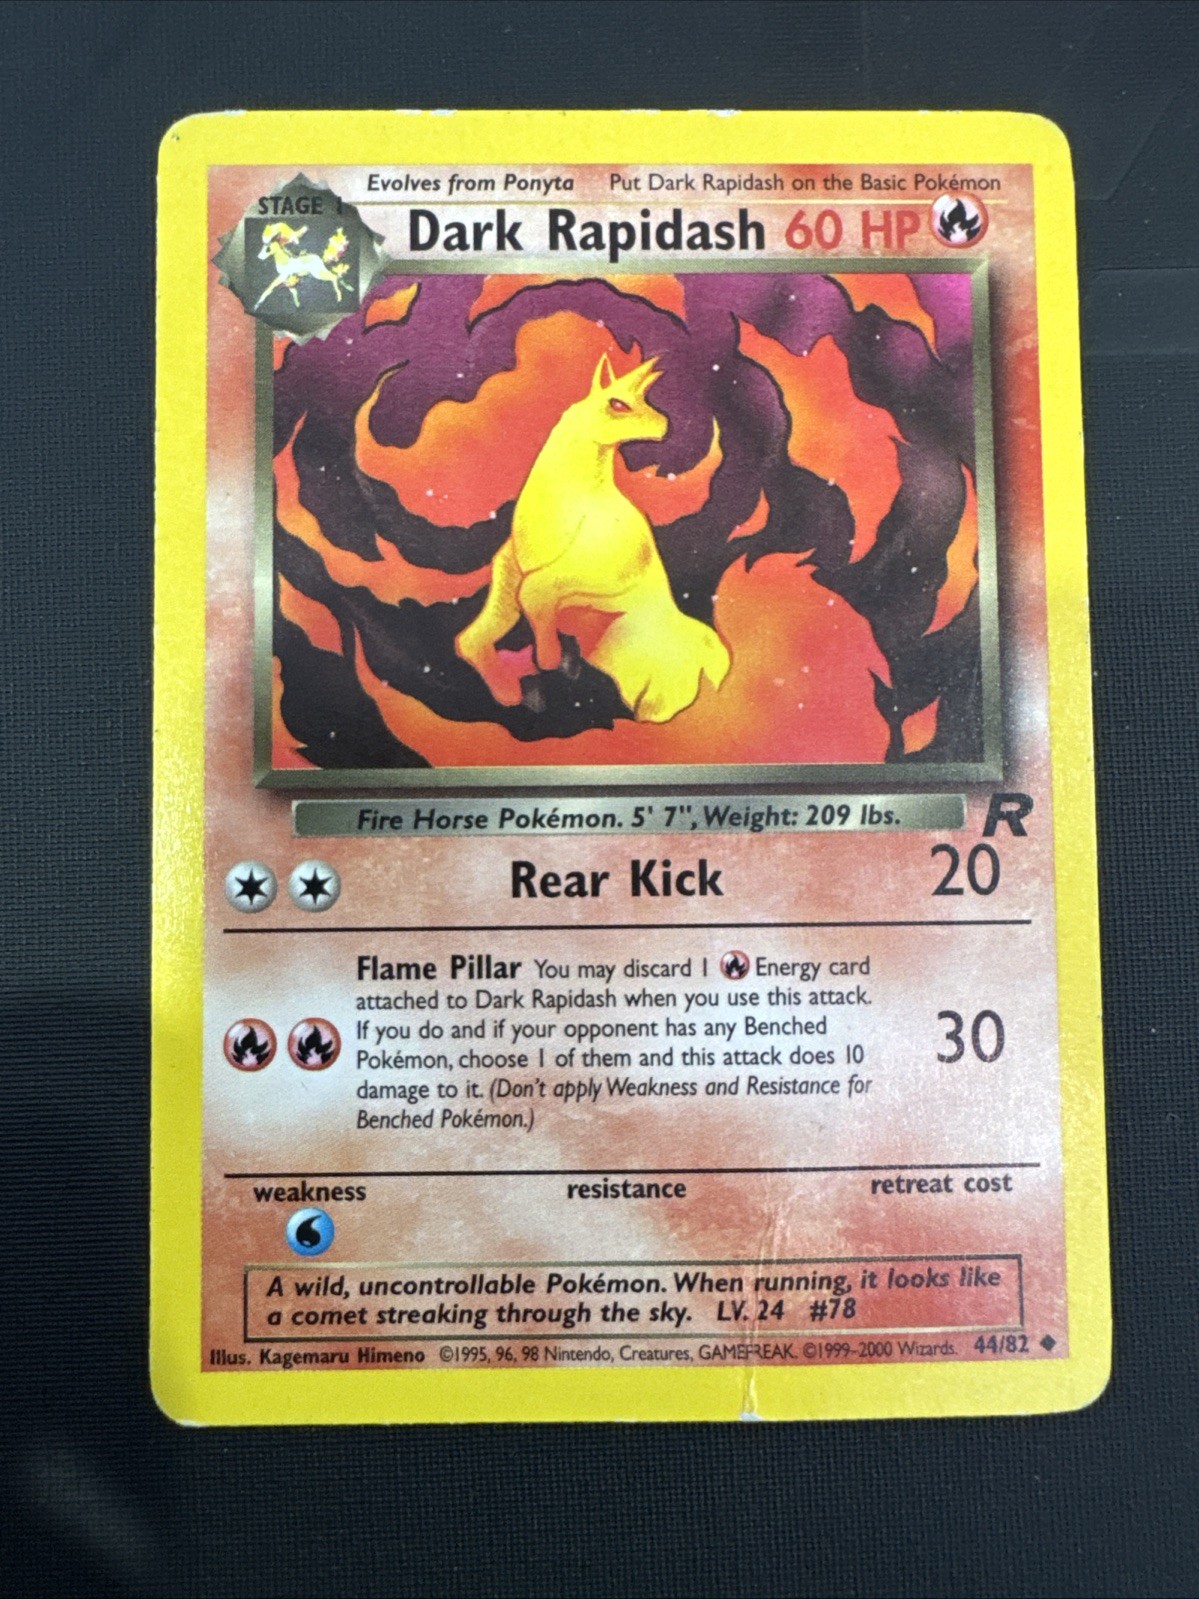 Evolves from Ponyta Put Dark Rapidash on the Basic Pokémon
STAGE 1
Dark Rapidash 60 HP
Fire Horse Pokémon. 5' 7", Weight: 209 lbs.
R
Rear Kick 20
Flame Pillar You may discard 1 Energy card
attached to Dark Rapidash when you use this attack.
If you do and if your opponent has any Benched
Pokémon, choose 1 of them and this attack does 10
damage to it. (Don't apply Weakness and Resistance for
Benched Pokémon.)
30
weakness resistance retreat cost
A wild, uncontrollable Pokémon. When running, it looks like
a comet streaking through the sky. LV. 24 #78
Illus. Kagemaru Himeno ©1995, 96, 98 Nintendo, Creatures, GAMEFREAK. ©1999-2000 Wizards. 44/82